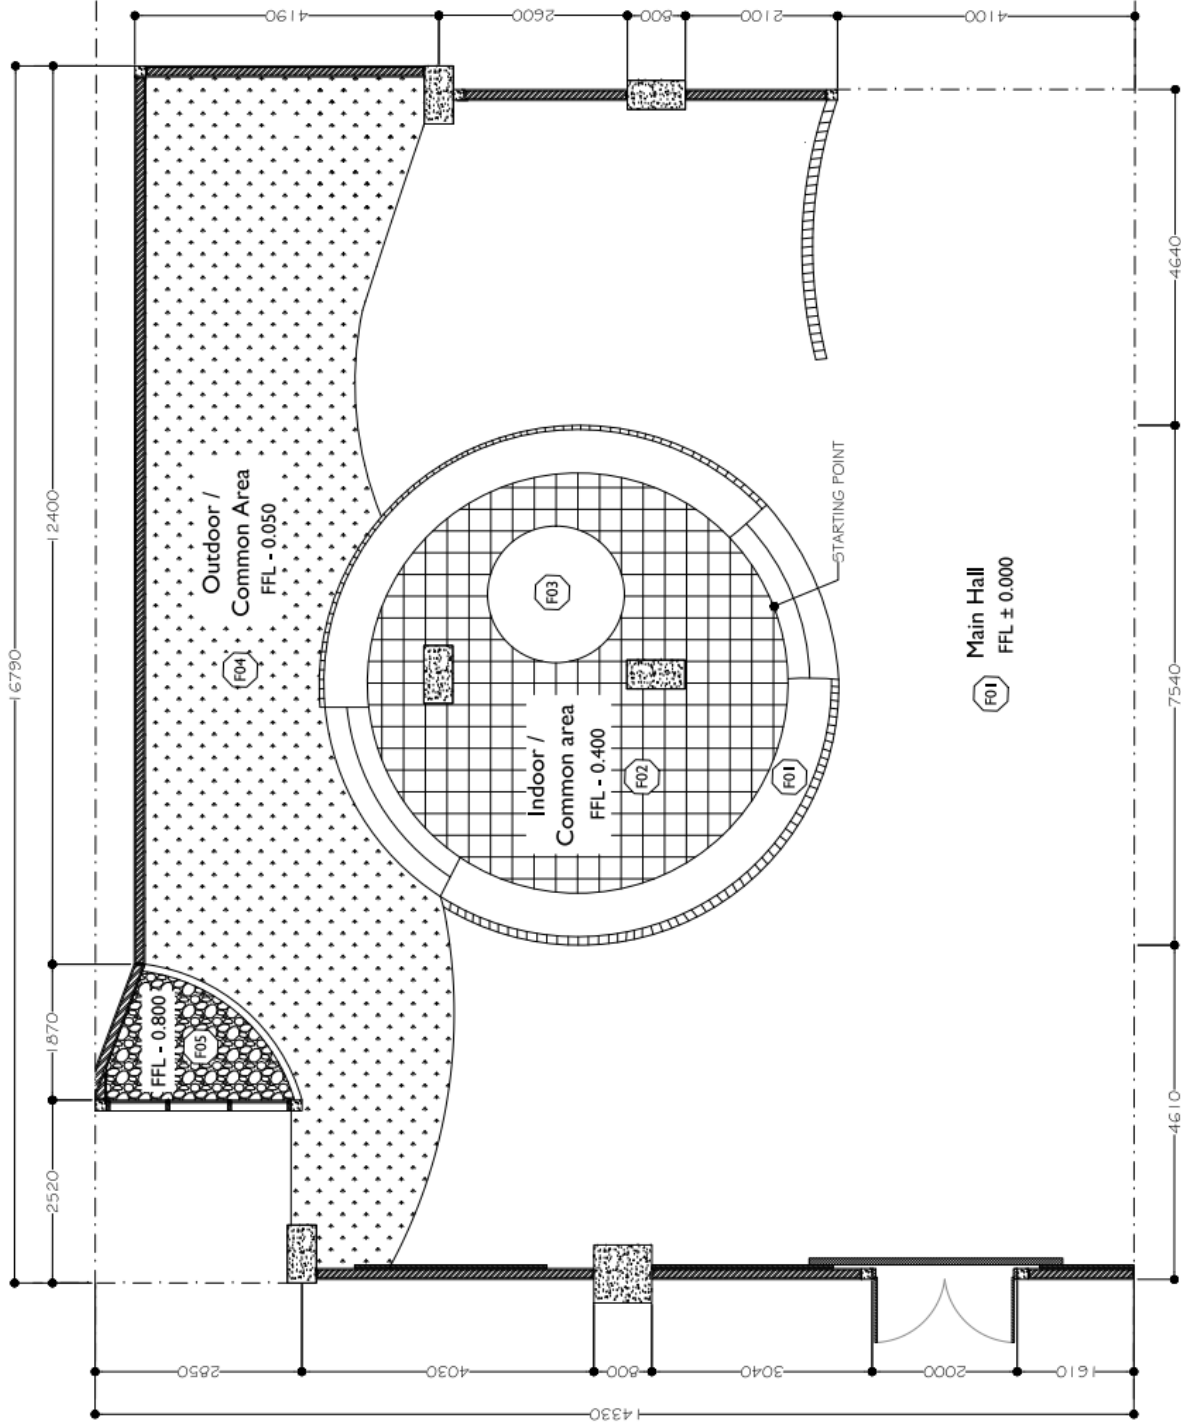 4190
2600
800
2100
4100
16790
12400
1870
2520
4640
7540
4610
Outdoor /
Common Area
FFL - 0.050
F04
F03
STARTING POINT
Indoor /
Common area
FFL - 0.400
F02
F01
Main Hall
FFL ± 0.000
F01
FFL - 0.800
F05
2850
4030
800
3040
2000
1610
14330